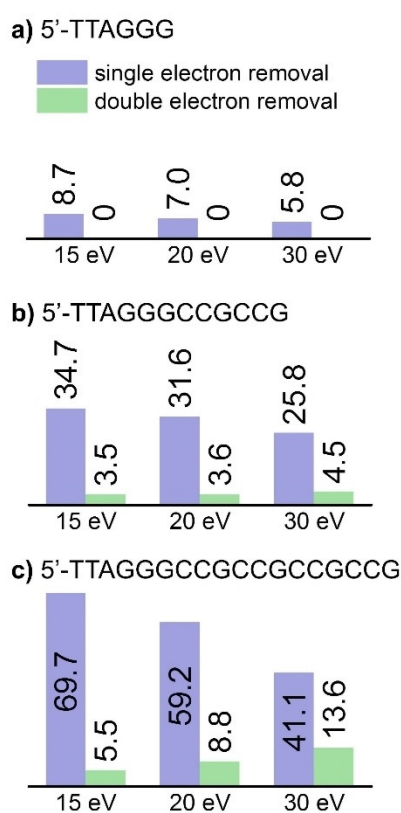 a) 5'-TTAGGG
single electron removal
double electron removal
8.7 0 7.0 0 5.8 0
15 eV 20 eV 30 eV
b) 5'-TTAGGGCCGCCG
34.7 3.5 31.6 3.6 25.8 4.5
15 eV 20 eV 30 eV
c) 5'-TTAGGGCCGCCGCCGCCG
69.7 5.5 59.2 8.8 41.1 13.6
15 eV 20 eV 30 eV